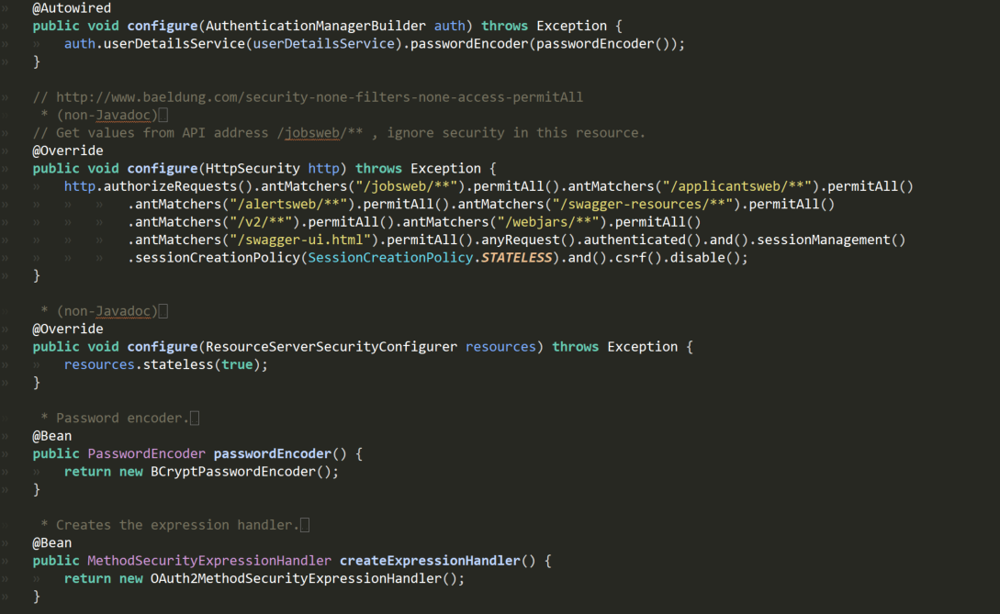 @Autowired
public void configure(AuthenticationManagerBuilder auth) throws Exception {
auth.userDetailsService(userDetailsService).passwordEncoder(passwordEncoder());
}
// http://www.baeldung.com/security-none-filters-none-access-permitAll
* (non-Javadoc)
// Get values from API address /jobsweb/** , ignore security in this resource.
@Override
public void configure(HttpSecurity http) throws Exception {
http.authorizeRequests().antMatchers("/jobsweb/**").permitAll().antMatchers("/applicantsweb/**").permitAll()
.antMatchers("/alertsweb/**").permitAll().antMatchers("/swagger-resources/**").permitAll()
.antMatchers("/v2/**").permitAll().antMatchers("/webjars/**").permitAll()
.antMatchers("/swagger-ui.html").permitAll().anyRequest().authenticated().and().sessionManagement()
.sessionCreationPolicy(SessionCreationPolicy.STATELESS).and().csrf().disable();
}
* (non-Javadoc)
@Override
public void configure(ResourceServerSecurityConfigurer resources) throws Exception {
resources.stateless(true);
}
* Password encoder.
@Bean
public PasswordEncoder passwordEncoder() {
return new BCryptPasswordEncoder();
}
* Creates the expression handler.
@Bean
public MethodSecurityExpressionHandler createExpressionHandler() {
return new OAuth2MethodSecurityExpressionHandler();
}